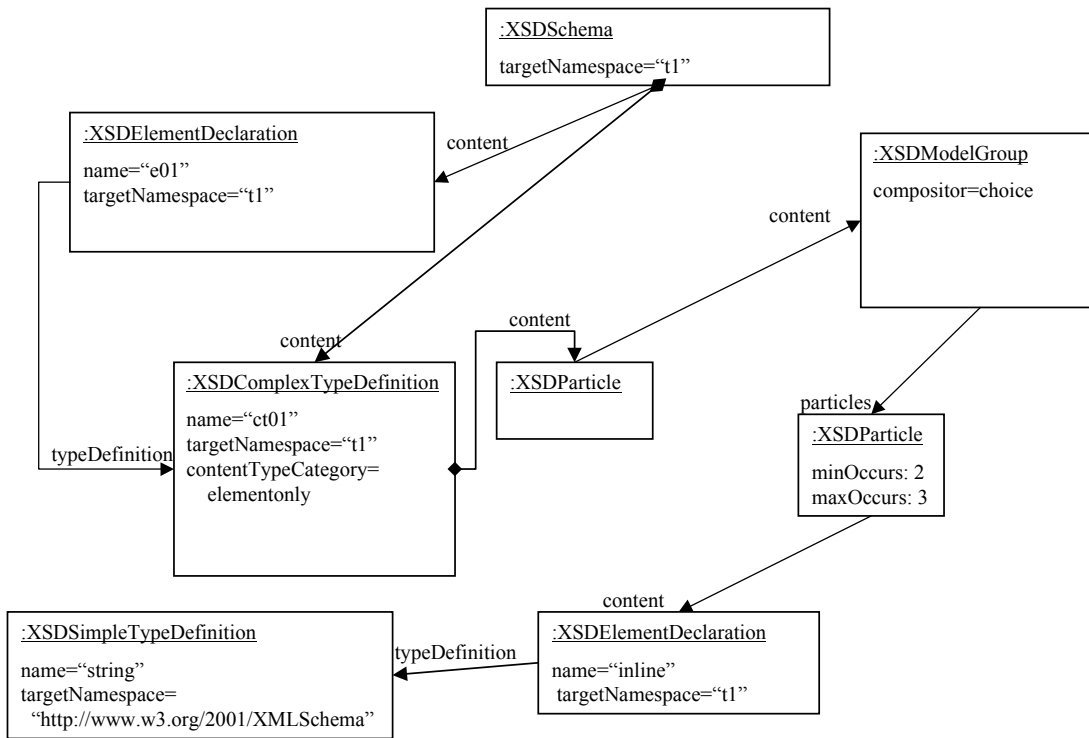 :XSDSchema
targetNamespace=“t1”
:XSDElementDeclaration
name=“e01”
targetNamespace=“t1”
content
:XSDModelGroup
compositor=choice
content
content
content
:XSDComplexTypeDefinition
name=“ct01”
targetNamespace=“t1”
contentTypeCategory=
elementonly
typeDefinition
:XSDParticle
particles
:XSDParticle
minOccurs: 2
maxOccurs: 3
content
:XSDSimpleTypeDefinition
name=“string”
targetNamespace=
“http://www.w3.org/2001/XMLSchema”
typeDefinition
:XSDElementDeclaration
name=“inline”
targetNamespace=“t1”